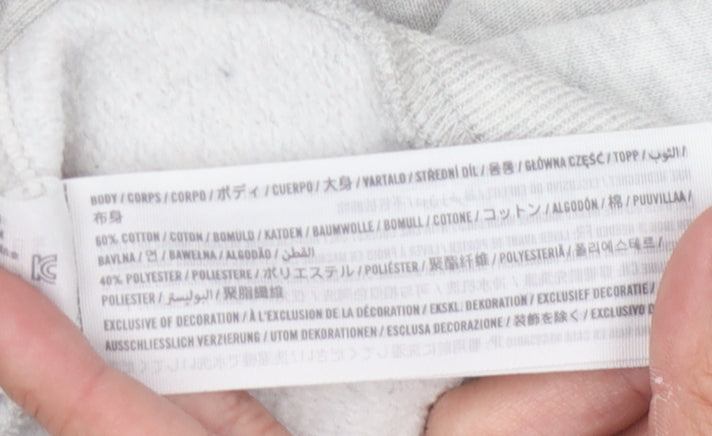 BODY / CORPS / CORPO / ボディ / CUERPO / 大身 / VARTALO / STŘEDNÍ DÍL / 몸통 / GŁÓWNA CZĘŚĆ / TOPP / الثوب /
布身
60% COTTON / COTON / BOMULD / KATOEN / BAUMWOLLE / BOMULL / COTONE / コットン / ALGODÓN / 棉 / PUUVILLAA /
BAVLNA / 면 / BAWEŁNA / ALGODÃO / القطن
40% POLYESTER / POLIESTERE / ポリエステル / POLIÉSTER / 聚酯纤维 / POLYESTERIÄ / 폴리에스테르 /
POLIESTER / البوليستر / 聚脂纖維
EXCLUSIVE OF DECORATION / À L'EXCLUSION DE LA DÉCORATION / EKSKL. DEKORATION / EXCLUSIEF DECORATIE /
AUSSCHLIESSLICH VERZIERUNG / UTOM DEKORATIONEN / ESCLUSA DECORAZIONE / 装飾を除く / EXCLUSIVO